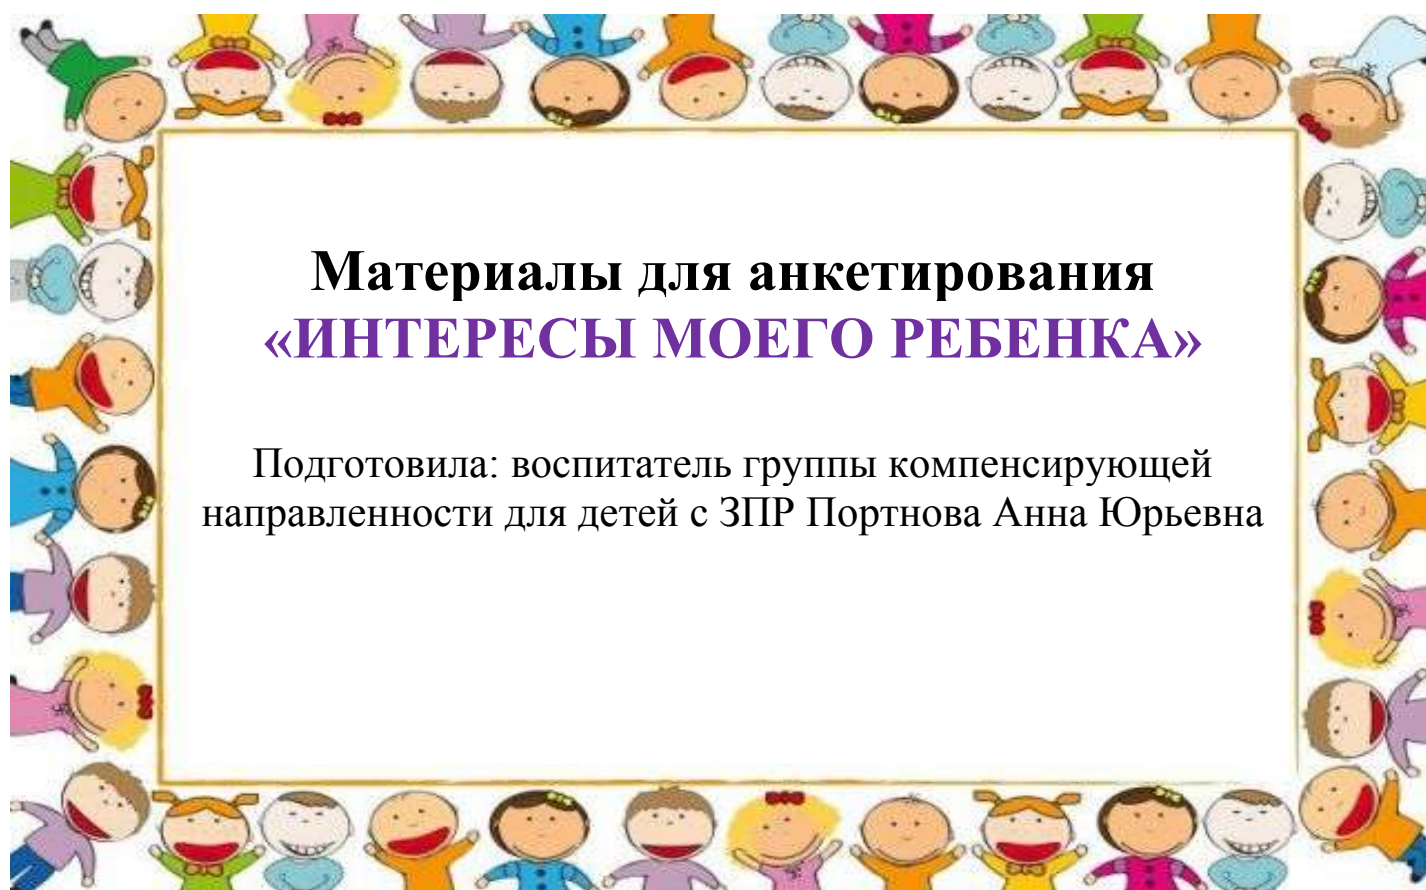 Материалы для анкетирования
«ИНТЕРЕСЫ МОЕГО РЕБЕНКА»
Подготовила: воспитатель группы компенсирующей
направленности для детей с ЗПР Портнова Анна Юрьевна